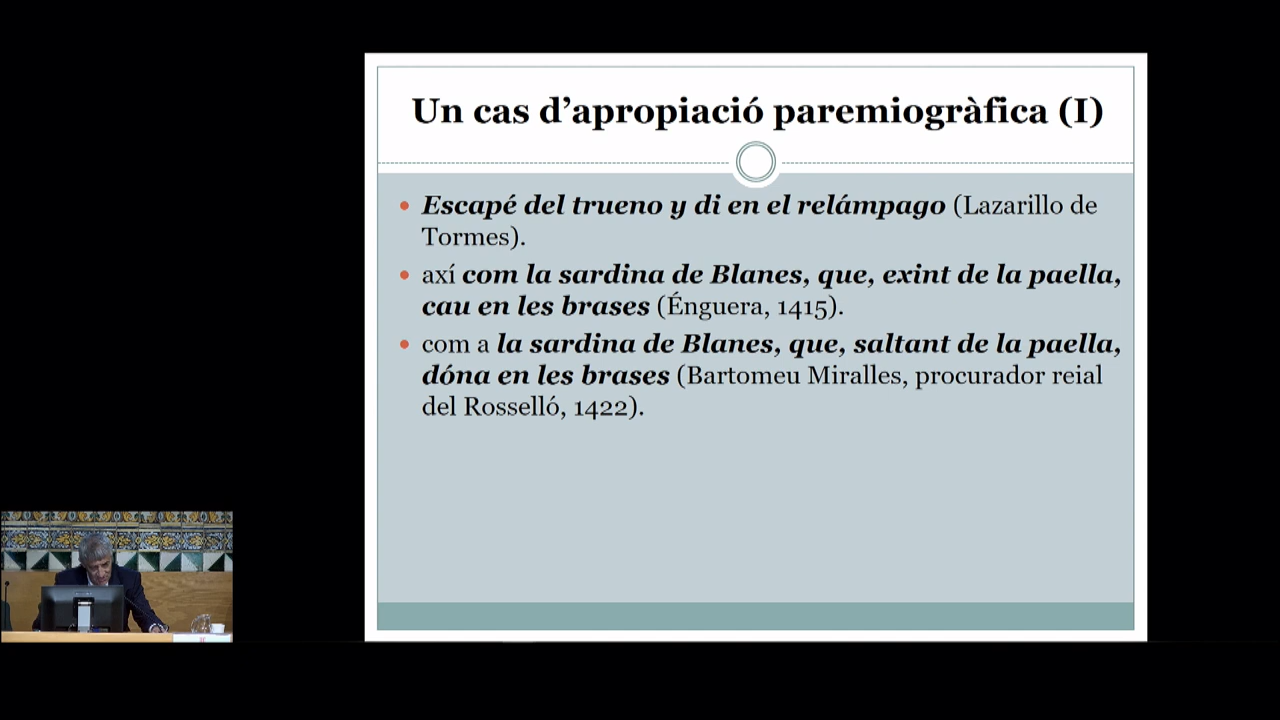 Un cas d’apropiació paremiogràfica (I)
• Escapé del trueno y di en el relámpago (Lazarillo de
Tormes).
• axí com la sardina de Blanes, que, exint de la paella,
cau en les brases (Énguera, 1415).
• com a la sardina de Blanes, que, saltant de la paella,
dóna en les brases (Bartomeu Miralles, procurador reial
del Rosselló, 1422).